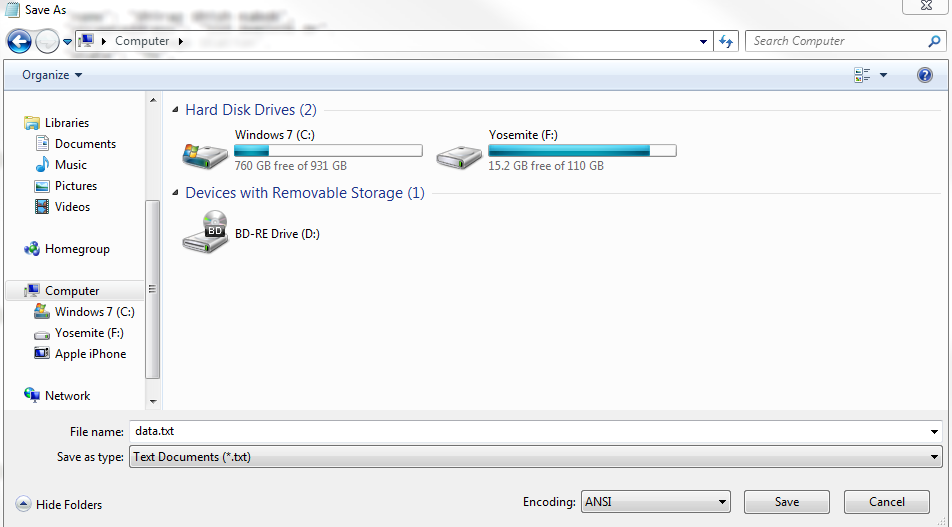 Save As
Computer
Search Computer
Organize
Libraries
Documents
Music
Pictures
Videos
Homegroup
Computer
Windows 7 (C:)
Yosemite (F:)
Apple iPhone
Network
Hard Disk Drives (2)
Windows 7 (C:)
760 GB free of 931 GB
Yosemite (F:)
15.2 GB free of 110 GB
Devices with Removable Storage (1)
BD
BD-RE Drive (D:)
File name: data.txt
Save as type: Text Documents (*.txt)
Hide Folders
Encoding: ANSI
Save
Cancel